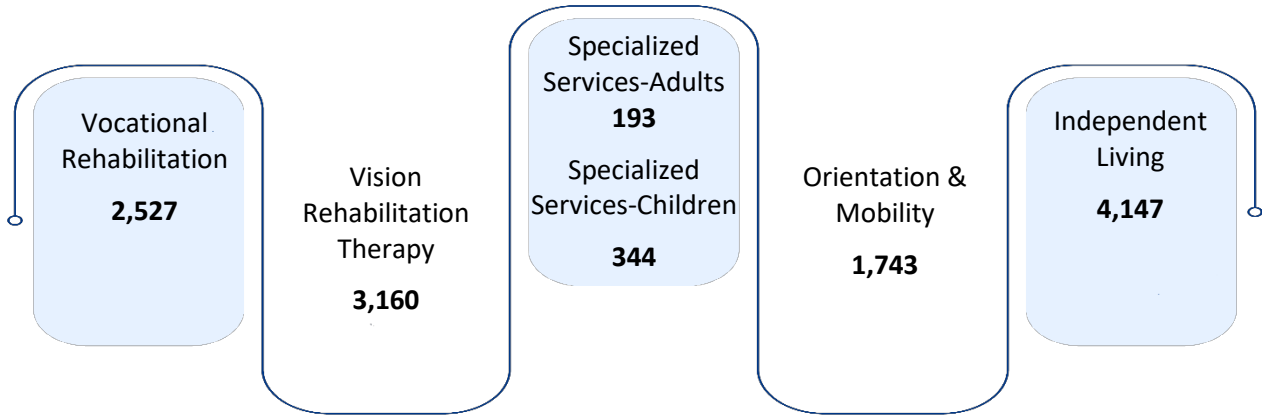 Vocational
Rehabilitation
2,527
Vision
Rehabilitation
Therapy
3,160
Specialized
Services-Adults
193
Specialized
Services-Children
344
Orientation &
Mobility
1,743
Independent
Living
4,147